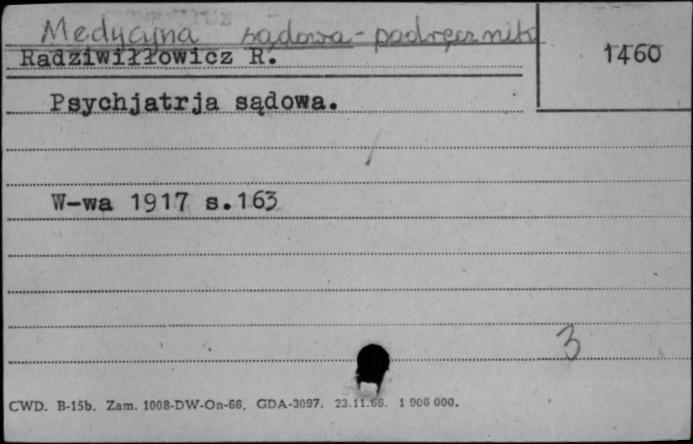 Medycyna sądowa - podręcznik
1460
Radziwiłłowicz R.
Psychjatrja sądowa.
W-wa 1917 s.163
3
CWD. B-15b. Zam. 1008-DW-On-66. GDA-3097. 23.11.66. 1 906 000.